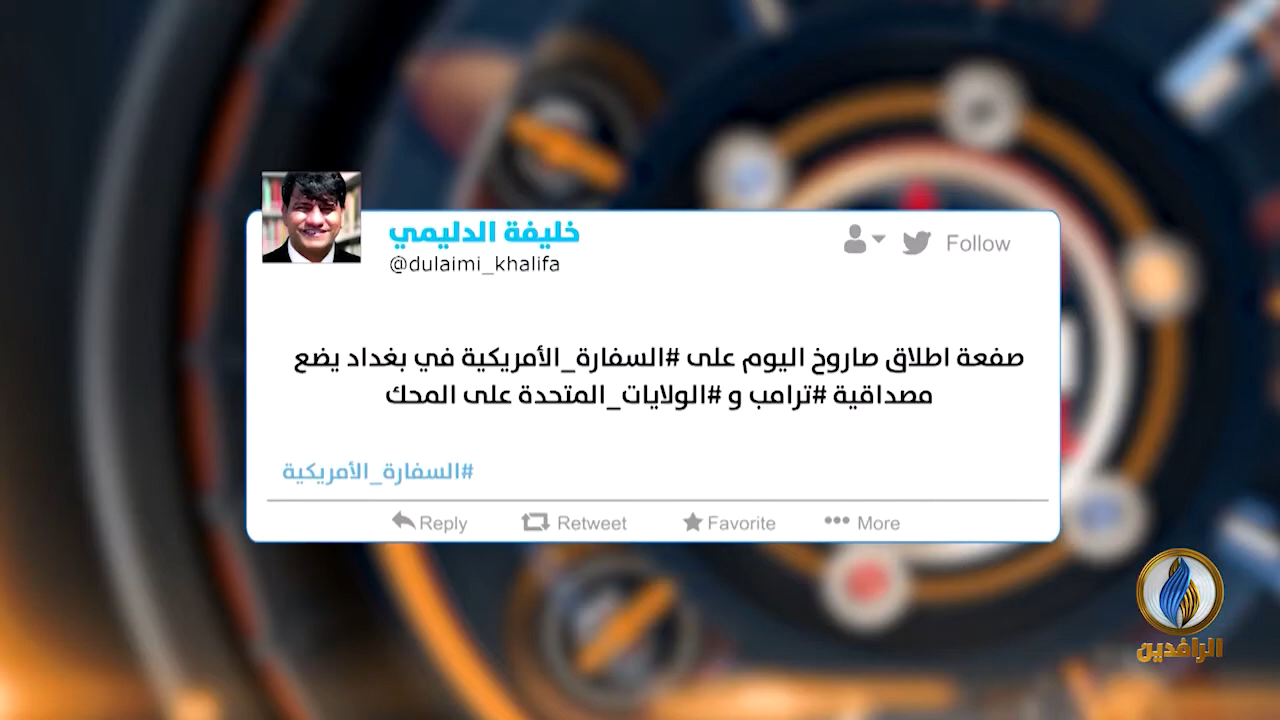 خليفة الدليمي
@dulaimi_khalifa
Follow
صفعة اطلاق صاروخ اليوم على #السفارة_الأمريكية في بغداد يضع
مصداقية #ترامب و #الولايات_المتحدة على المحك
#السفارة_الأمريكية
Reply Retweet Favorite More
الرافدين